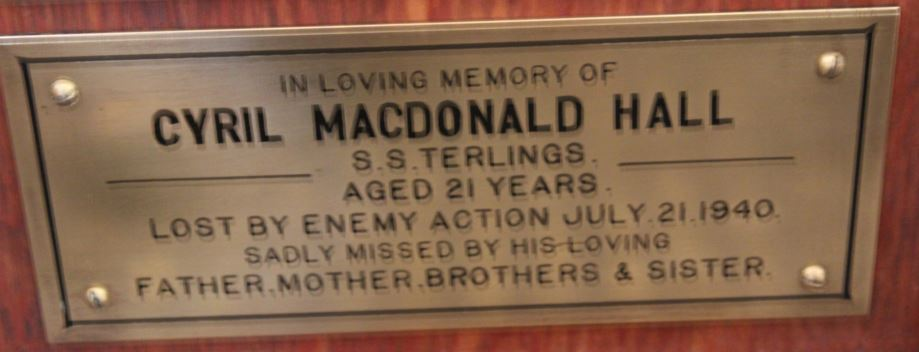 IN LOVING MEMORY OF
CYRIL MACDONALD HALL
S.S.TERLINGS.
AGED 21 YEARS.
LOST BY ENEMY ACTION JULY.21.1940.
SADLY MISSED BY HIS LOVING
FATHER.MOTHER.BROTHERS & SISTER.